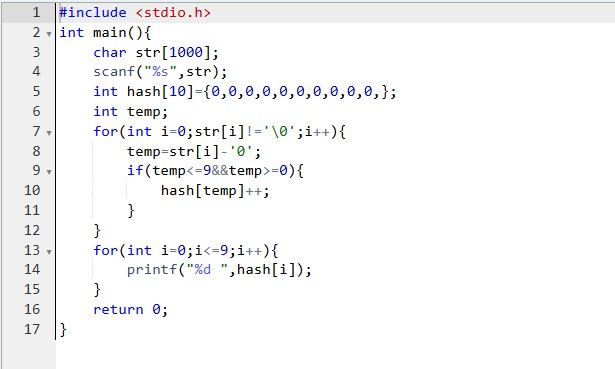 1 #include <stdio.h>
2 int main(){
3     char str[1000];
4     scanf("%s",str);
5     int hash[10]={0,0,0,0,0,0,0,0,0,0,};
6     int temp;
7     for(int i=0;str[i]!='\0';i++){
8         temp=str[i]-'0';
9         if(temp<=9&&temp>=0){
10             hash[temp]++;
11         }
12     }
13     for(int i=0;i<=9;i++){
14         printf("%d ",hash[i]);
15     }
16     return 0;
17 }